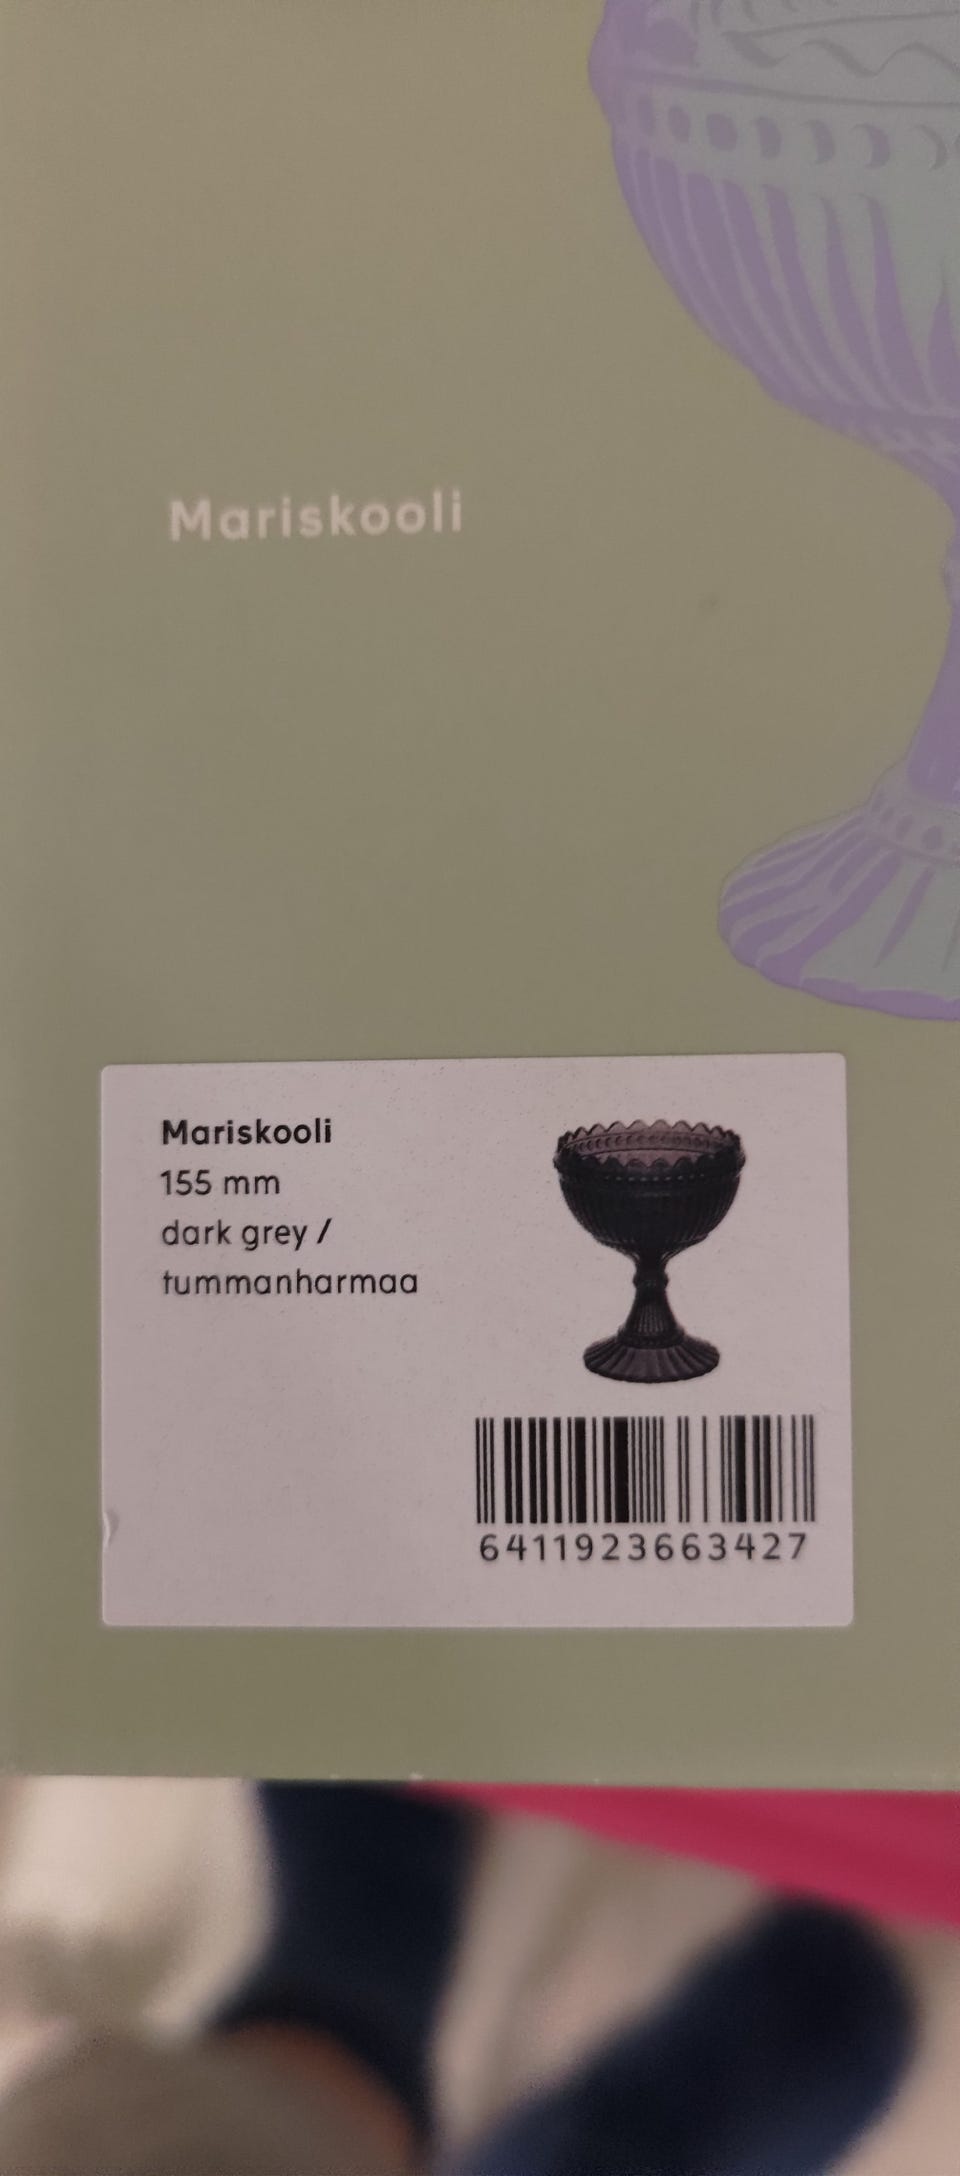 Mariskooli
Mariskooli
155 mm
dark grey /
tummanharmaa
6411923663427